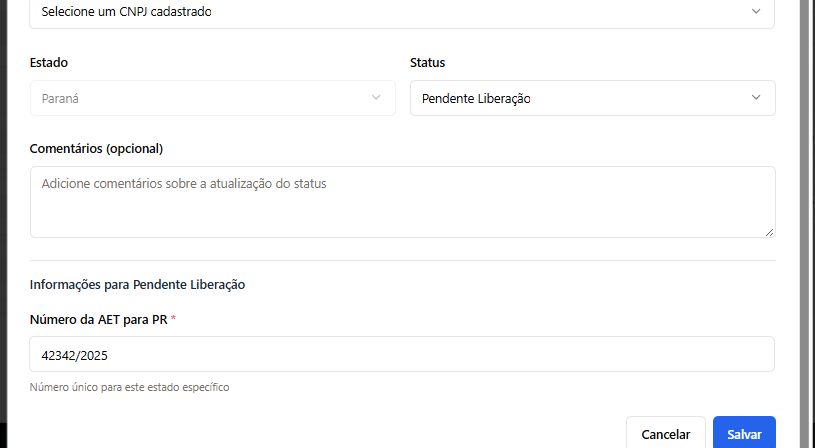 Selecione um CNPJ cadastrado
Estado
Status
Paraná
Pendente Liberação
Comentários (opcional)
Adicione comentários sobre a atualização do status
Informações para Pendente Liberação
Número da AET para PR *
42342/2025
Número único para este estado específico
Cancelar
Salvar